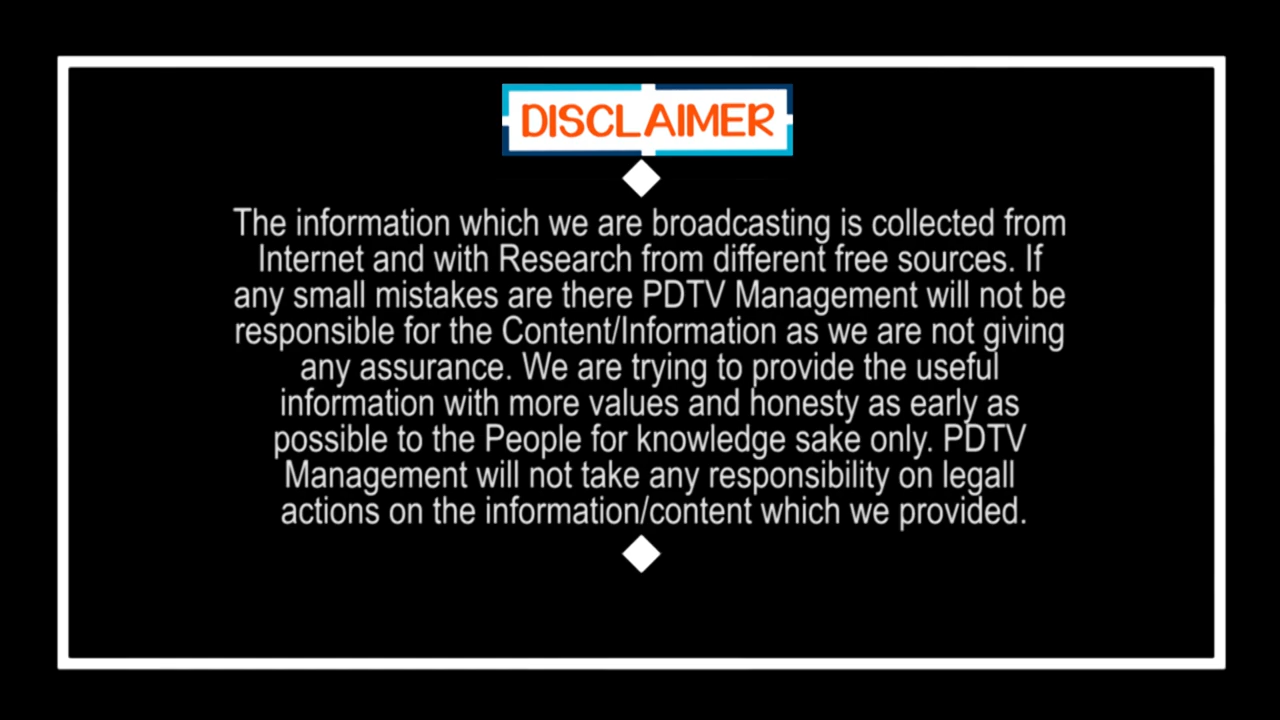 DISCLAIMER
The information which we are broadcasting is collected from
Internet and with Research from different free sources. If
any small mistakes are there PDTV Management will not be
responsible for the Content/Information as we are not giving
any assurance. We are trying to provide the useful
information with more values and honesty as early as
possible to the People for knowledge sake only. PDTV
Management will not take any responsibility on legall
actions on the information/content which we provided.